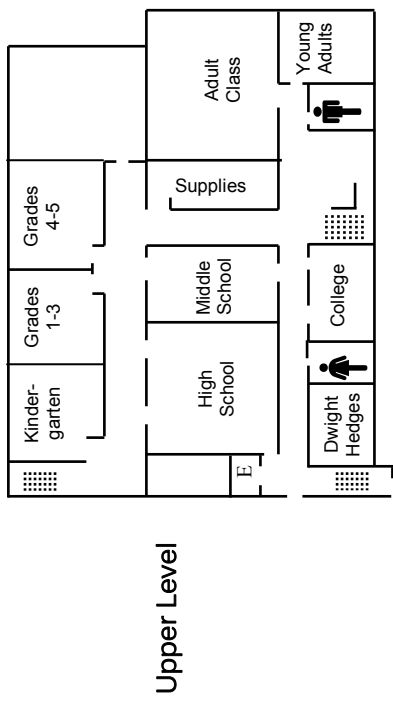 Upper Level
Kinder-
garten
Grades
1-3
Grades
4-5
High
School
Middle
School
Supplies
Adult
Class
E
Dwight
Hedges
College
Young
Adults